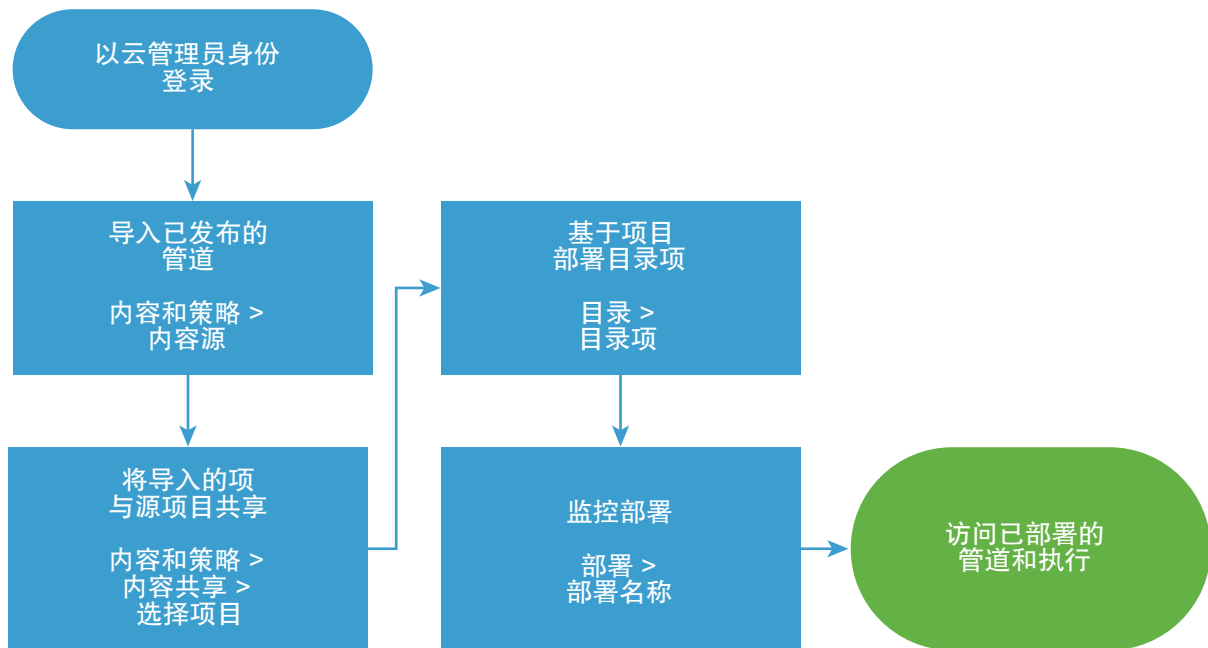 以云管理员身份
登录
导入已发布的
管道
内容和策略 >
内容源
将导入的项
与源项目共享
内容和策略 >
内容共享 >
选择项目
基于项目
部署目录项
目录 >
目录项
监控部署
部署 >
部署名称
访问已部署的
管道和执行